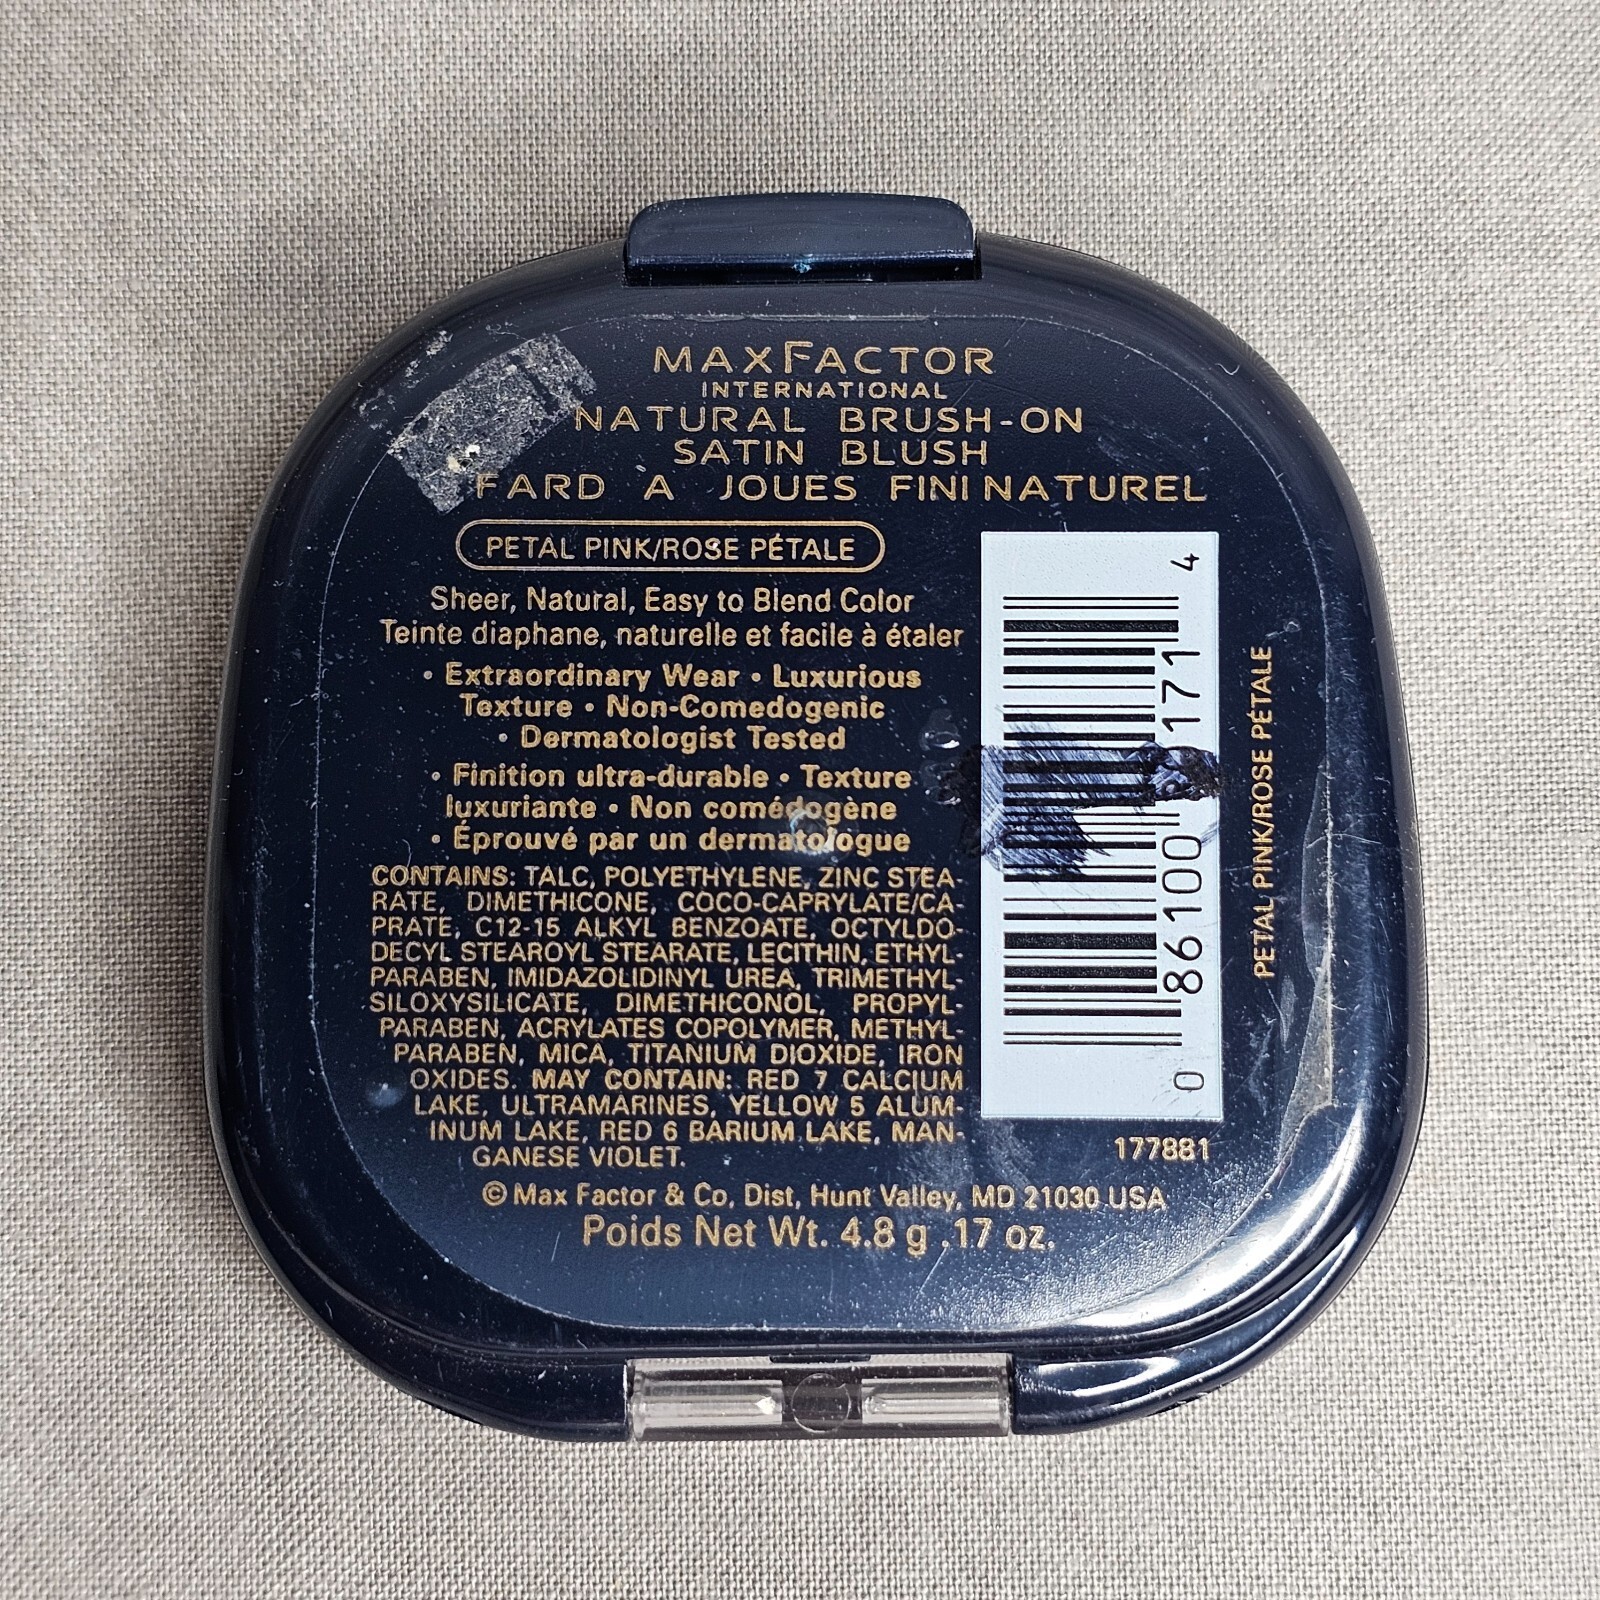 MAXFACTOR
INTERNATIONAL
NATURAL BRUSH-ON
SATIN BLUSH
FARD A JOUES FINI NATUREL
PETAL PINK/ROSE PÉTALE
Sheer, Natural, Easy to Blend Color
Teinte diaphane, naturelle et facile à étaler
• Extraordinary Wear • Luxurious
Texture • Non-Comedogenic
• Dermatologist Tested
• Finition ultra-durable • Texture
luxuriante • Non comédogène
• Éprouvé par un dermatologue
CONTAINS: TALC, POLYETHYLENE, ZINC STEA-
RATE, DIMETHICONE, COCO-CAPRYLATE/CA-
PRATE, C12-15 ALKYL BENZOATE, OCTYLDO-
DECYL STEAROYL STEARATE, LECITHIN, ETHYL-
PARABEN, IMIDAZOLIDINYL UREA, TRIMETHYL-
SILOXYSILICATE, DIMETHICONOL, PROPYL-
PARABEN, ACRYLATES COPOLYMER, METHYL-
PARABEN, MICA, TITANIUM DIOXIDE, IRON
OXIDES. MAY CONTAIN: RED 7 CALCIUM
LAKE, ULTRAMARINES, YELLOW 5 ALUM-
INUM LAKE, RED 6 BARIUM LAKE, MAN-
GANESE VIOLET.
0 86100 171 4
PETAL PINK/ROSE PÉTALE
177881
© Max Factor & Co, Dist, Hunt Valley, MD 21030 USA
Poids Net Wt. 4.8 g .17 oz.